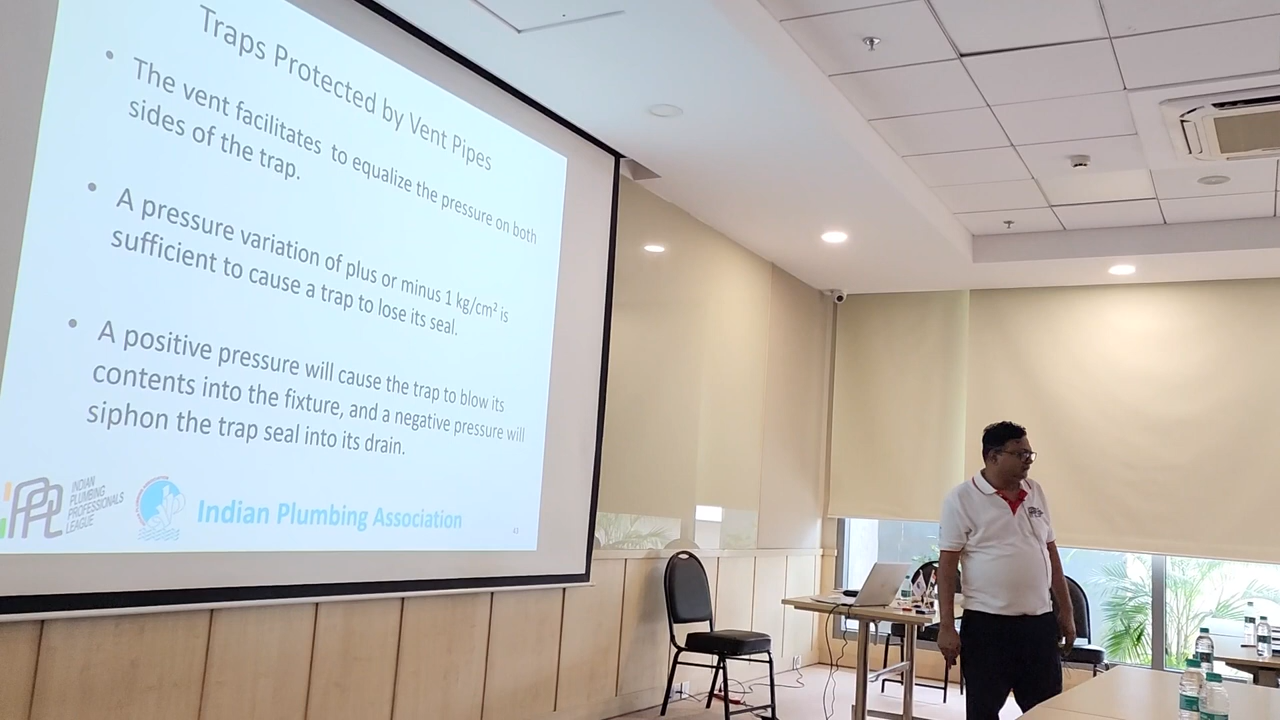 Traps Protected by Vent Pipes
• The vent facilitates to equalize the pressure on both
sides of the trap.
• A pressure variation of plus or minus 1 kg/cm² is
sufficient to cause a trap to lose its seal.
• A positive pressure will cause the trap to blow its
contents into the fixture, and a negative pressure will
siphon the trap seal into its drain.
IPPL
INDIAN
PLUMBING
PROFESSIONALS
LEAGUE
Indian Plumbing Association